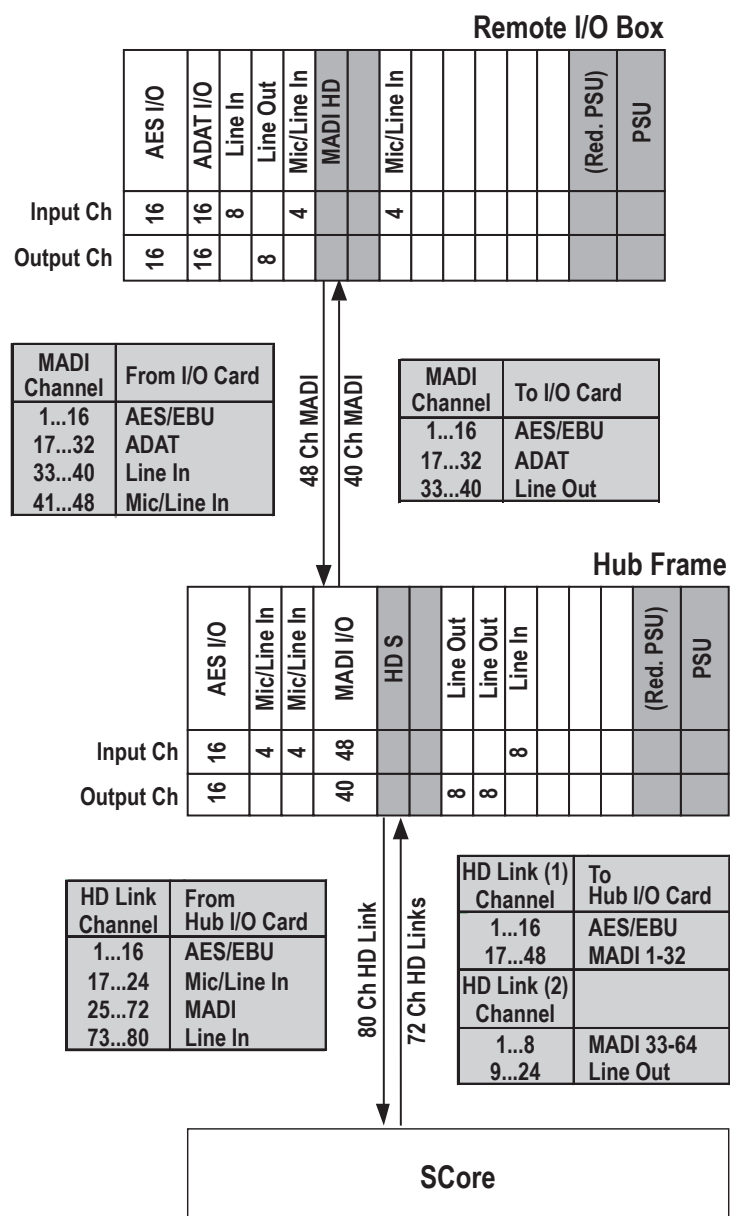 Remote I/O Box
AES I/O
ADAT I/O
Line In
Line Out
Mic/Line In
MADI HD
Mic/Line In
(Red. PSU)
PSU
Input Ch 16 16 8 4 4
Output Ch 16 16 8
MADI Channel From I/O Card
1...16 AES/EBU
17...32 ADAT
33...40 Line In
41...48 Mic/Line In
48 Ch MADI
40 Ch MADI
MADI Channel To I/O Card
1...16 AES/EBU
17...32 ADAT
33...40 Line Out
Hub Frame
AES I/O
Mic/Line In
Mic/Line In
MADI I/O
HD S
Line Out
Line Out
Line In
(Red. PSU)
PSU
Input Ch 16 4 4 48 8
Output Ch 16 40 8 8
HD Link Channel From Hub I/O Card
1...16 AES/EBU
17...24 Mic/Line In
25...72 MADI
73...80 Line In
80 Ch HD Link
72 Ch HD Links
HD Link (1) Channel To Hub I/O Card
1...16 AES/EBU
17...48 MADI 1-32
HD Link (2) Channel
1...8 MADI 33-64
9...24 Line Out
SCore